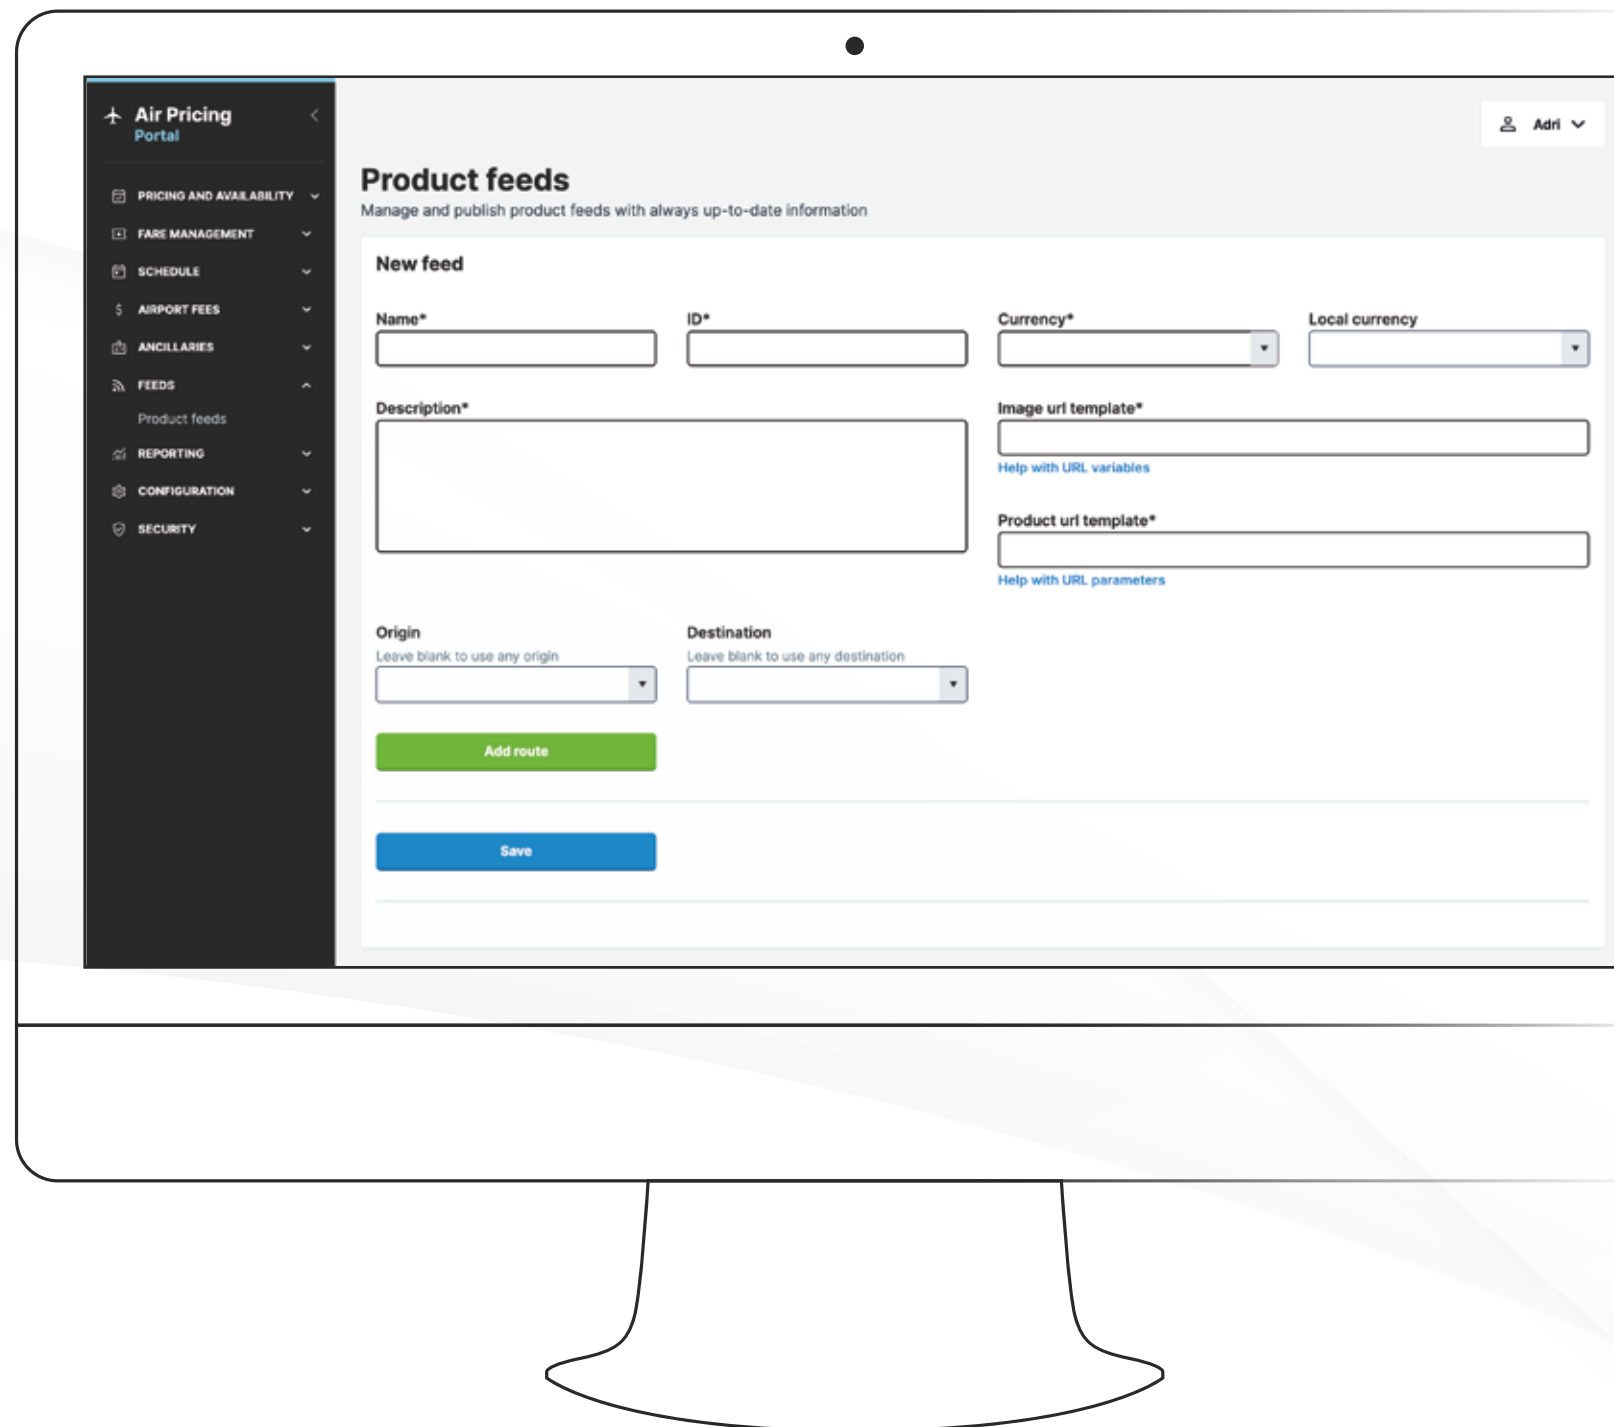 Air Pricing
Portal
PRICING AND AVAILABILITY
FARE MANAGEMENT
SCHEDULE
AIRPORT FEES
ANCILLARIES
FEEDS
Product feeds
REPORTING
CONFIGURATION
SECURITY
Adri
Product feeds
Manage and publish product feeds with always up-to-date information
New feed
Name* ID* Currency* Local currency
Description* Image url template*
Help with URL variables
Product url template*
Help with URL parameters
Origin Destination
Leave blank to use any origin Leave blank to use any destination
Add route
Save